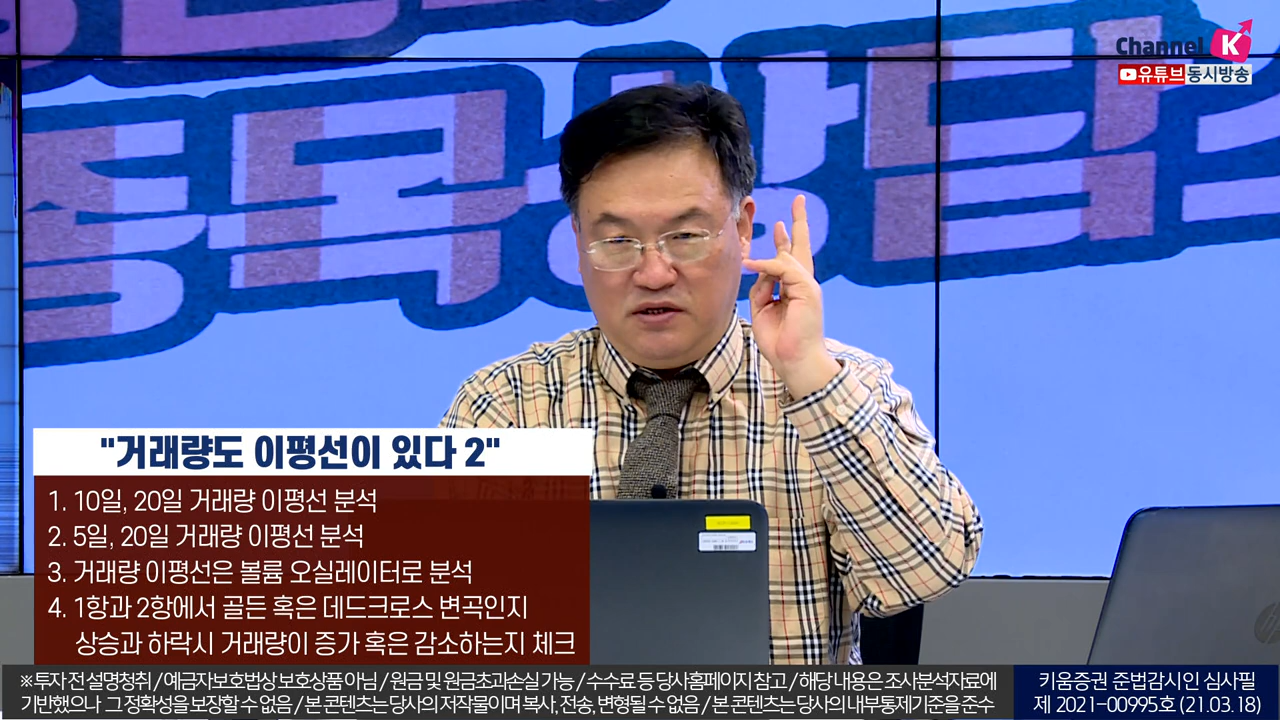 Channel K
유튜브 동시방송
종목상담소
"거래량도 이평선이 있다 2"
1. 10일, 20일 거래량 이평선 분석
2. 5일, 20일 거래량 이평선 분석
3. 거래량 이평선은 볼륨 오실레이터로 분석
4. 1항과 2항에서 골든 혹은 데드크로스 변곡인지
상승과 하락시 거래량이 증가 혹은 감소하는지 체크
※ 투자 전 설명청취 / 예금자보호법상 보호상품 아님 / 원금 및 원금초과손실 가능 / 수수료 등 당사홈페이지 참고 / 해당 내용은 조사분석자료에
기반했으나 그 정확성을 보장할 수 없음 / 본 콘텐츠는 당사의 저작물이며 복사, 전송, 변형될 수 없음 / 본 콘텐츠는 당사의 내부통제기준을 준수
키움증권 준법감시인 심사필
제 2021-00995호 (21.03.18)